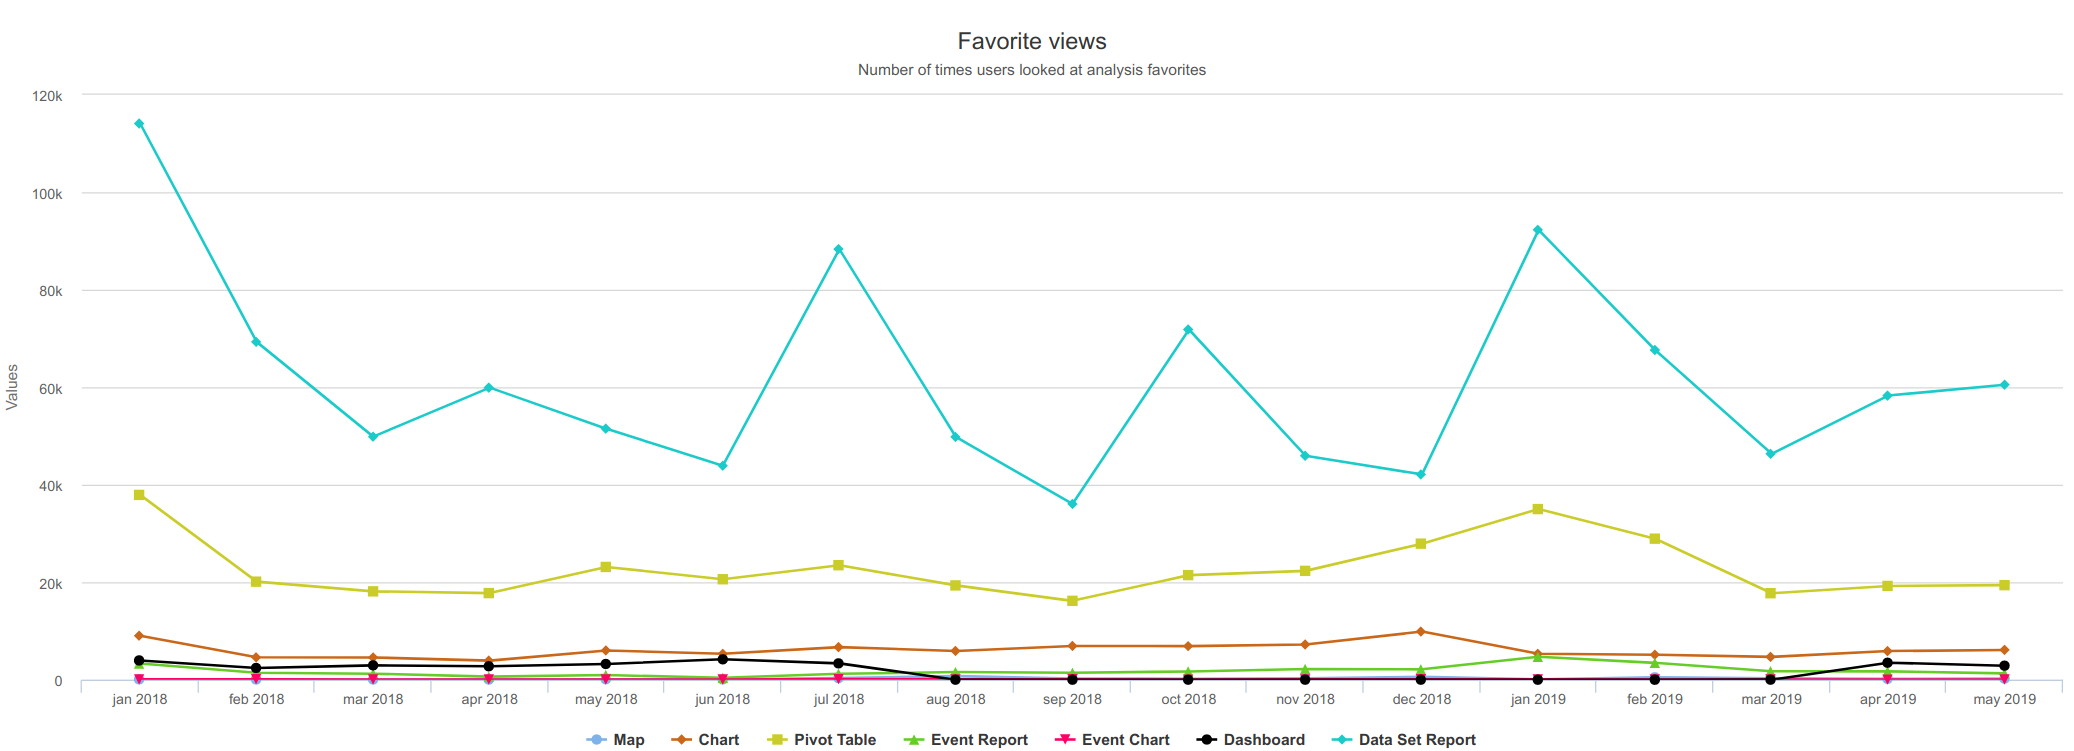 Favorite views
Number of times users looked at analysis favorites
120k
100k
80k
60k
40k
20k
0
Values
jan 2018 feb 2018 mar 2018 apr 2018 may 2018 jun 2018 jul 2018 aug 2018 sep 2018 oct 2018 nov 2018 dec 2018 jan 2019 feb 2019 mar 2019 apr 2019 may 2019
Map Chart Pivot Table Event Report Event Chart Dashboard Data Set Report